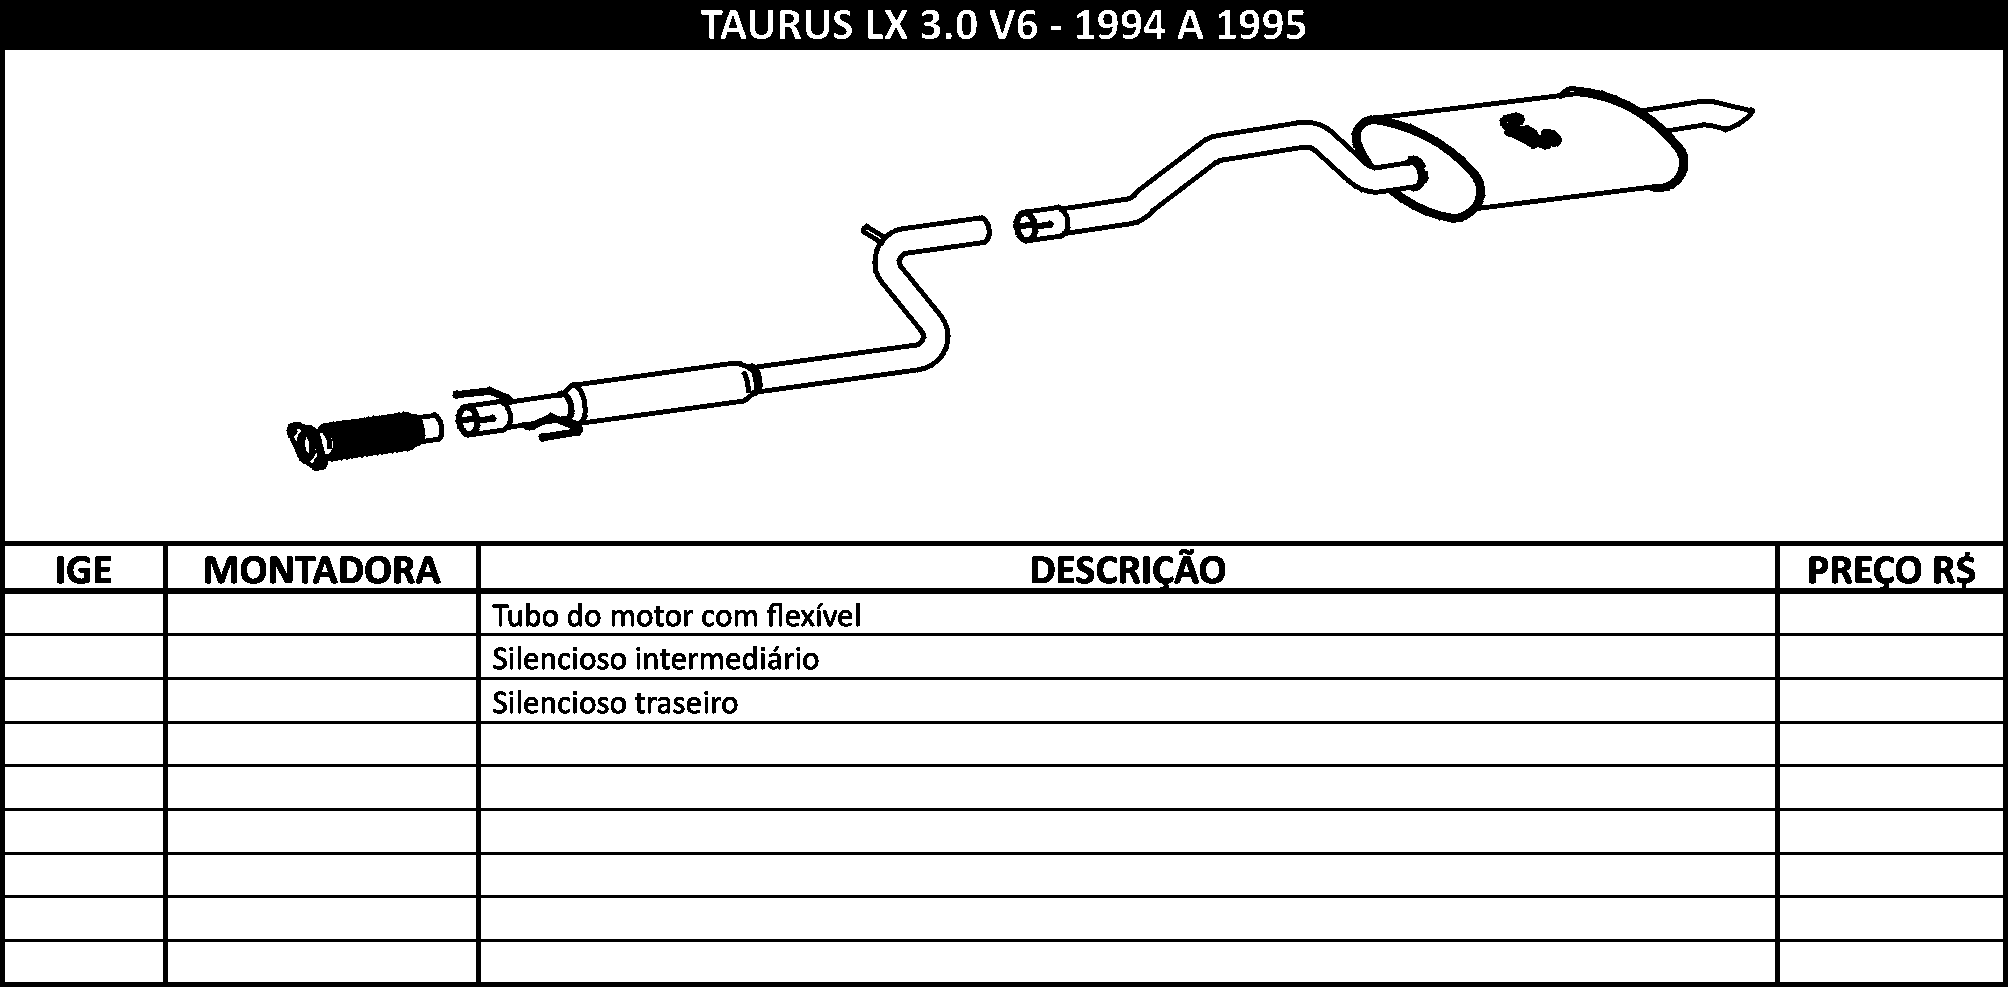 TAURUS LX 3.0 V6 - 1994 A 1995
IGE MONTADORA DESCRIÇÃO PREÇO R$
Tubo do motor com flexível
Silencioso intermediário
Silencioso traseiro